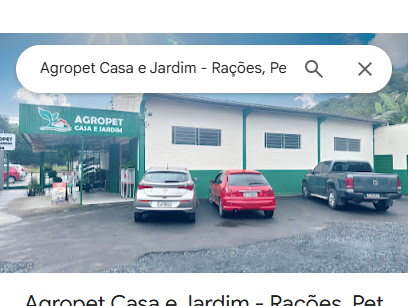 Agropet Casa e Jardim - Rações, Pe
AGROPET
CASA E JARDIM
Agropet Casa e Jardim - Rações, Pet